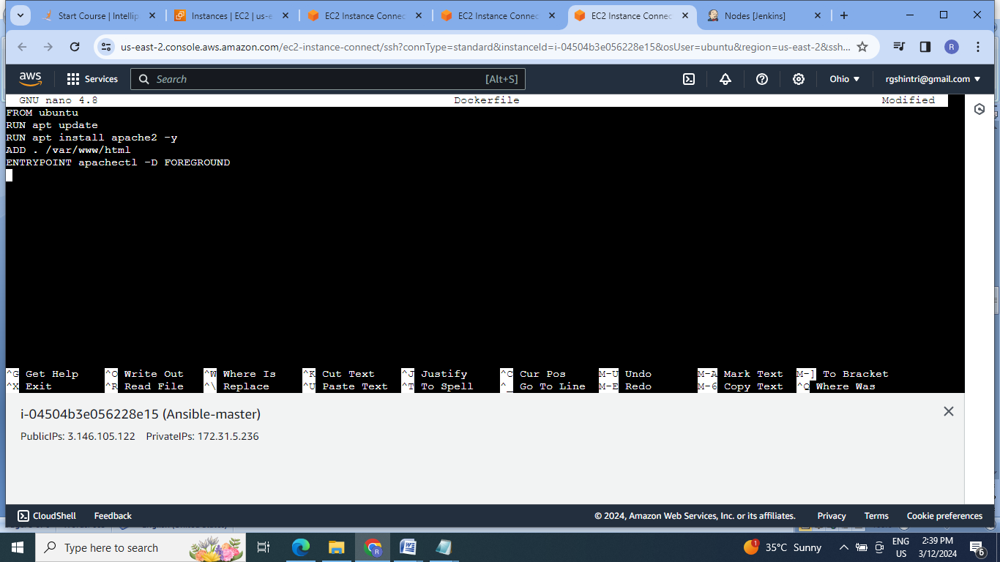 Start Course | Intellip
Instances | EC2 | us-e
EC2 Instance Connec
EC2 Instance Connec
EC2 Instance Connec
Nodes [Jenkins]
us-east-2.console.aws.amazon.com/ec2-instance-connect/ssh?connType=standard&instanceId=i-04504b3e056228e15&osUser=ubuntu&region=us-east-2&ssh...
R
aws
Services
Search
[Alt+S]
Ohio
rgshintri@gmail.com
GNU nano 4.8 Dockerfile Modified
FROM ubuntu
RUN apt update
RUN apt install apache2 -y
ADD . /var/www/html
ENTRYPOINT apachectl -D FOREGROUND
^G Get Help ^O Write Out ^W Where Is ^K Cut Text ^J Justify ^C Cur Pos M-U Undo M-A Mark Text M-] To Bracket
^X Exit ^R Read File ^\ Replace ^U Paste Text ^T To Spell ^_ Go To Line M-E Redo M-6 Copy Text ^Q Where Was
i-04504b3e056228e15 (Ansible-master)
PublicIPs: 3.146.105.122 PrivateIPs: 172.31.5.236
CloudShell Feedback © 2024, Amazon Web Services, Inc. or its affiliates. Privacy Terms Cookie preferences
Type here to search
1
35°C Sunny
ENG
US
2:39 PM
3/12/2024
6